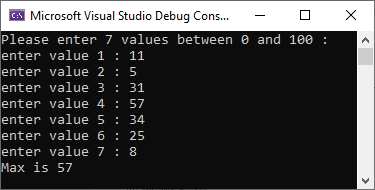 Microsoft Visual Studio Debug Cons...
Please enter 7 values between 0 and 100 :
enter value 1 : 11
enter value 2 : 5
enter value 3 : 31
enter value 4 : 57
enter value 5 : 34
enter value 6 : 25
enter value 7 : 8
Max is 57